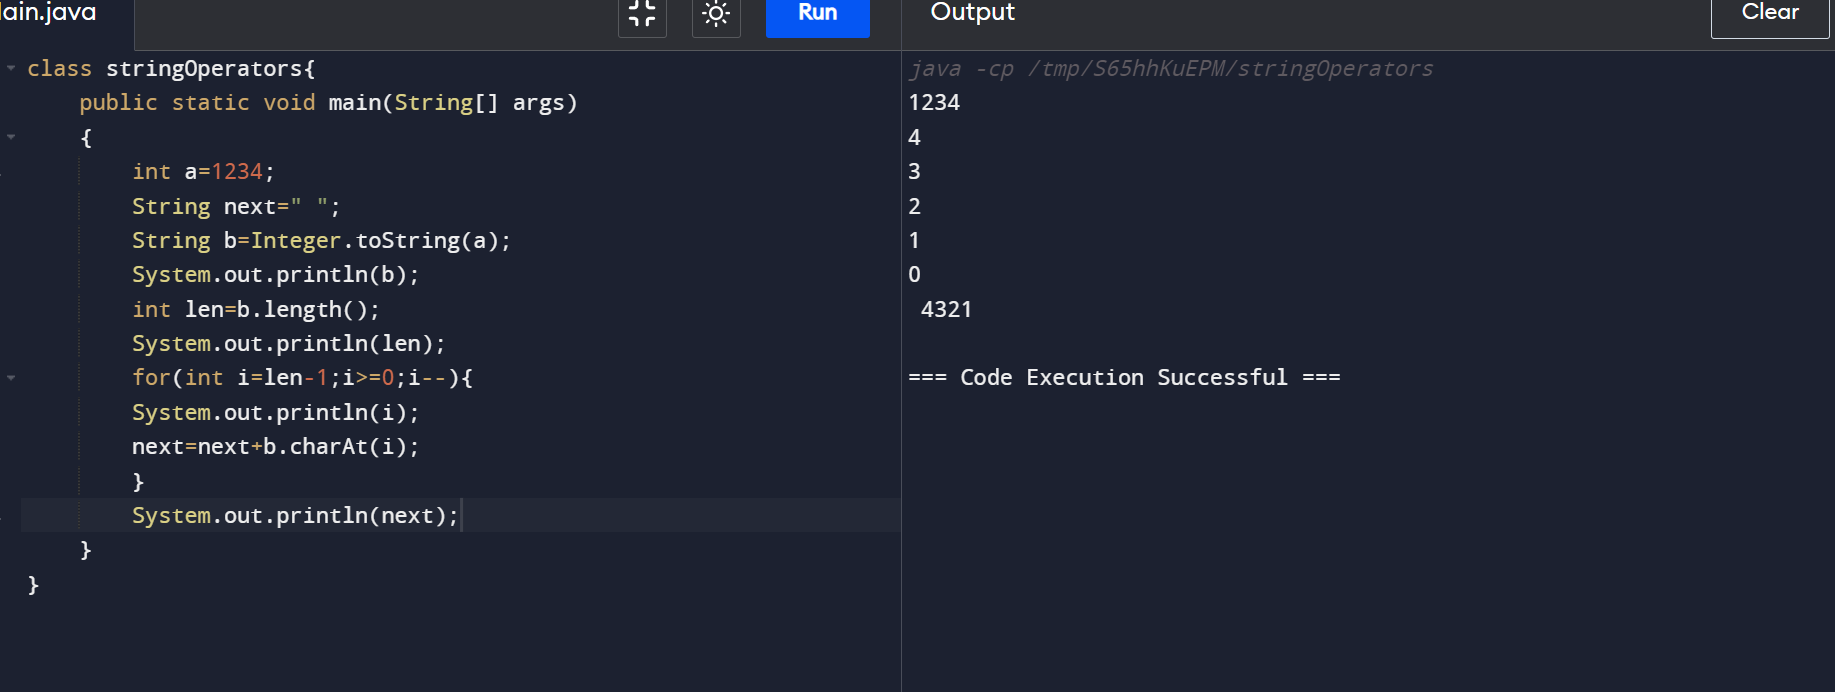 ain.java
Run
Output
Clear
class stringOperators{
    public static void main(String[] args)
    {
        int a=1234;
        String next=" ";
        String b=Integer.toString(a);
        System.out.println(b);
        int len=b.length();
        System.out.println(len);
        for(int i=len-1;i>=0;i--){
        System.out.println(i);
        next=next+b.charAt(i);
        }
        System.out.println(next);
    }
}
java -cp /tmp/S65hhKuEPM/stringOperators
1234
4
3
2
1
0
 4321
=== Code Execution Successful ===